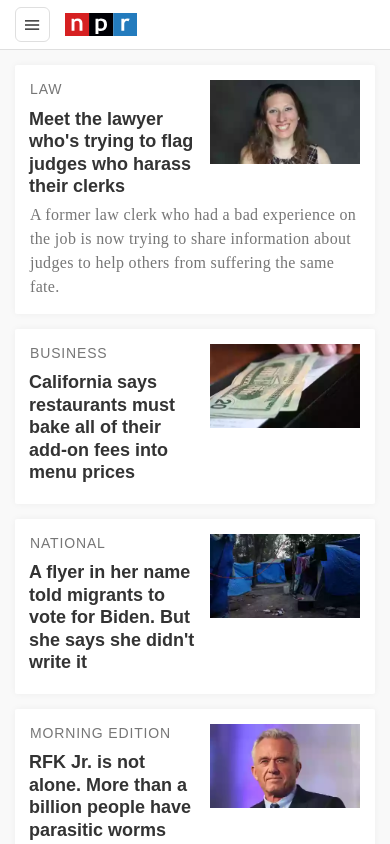 npr
LAW
Meet the lawyer
who's trying to flag
judges who harass
their clerks
A former law clerk who had a bad experience on
the job is now trying to share information about
judges to help others from suffering the same
fate.
BUSINESS
California says
restaurants must
bake all of their
add-on fees into
menu prices
20
NATIONAL
A flyer in her name
told migrants to
vote for Biden. But
she says she didn't
write it
MORNING EDITION
RFK Jr. is not
alone. More than a
billion people have
parasitic worms